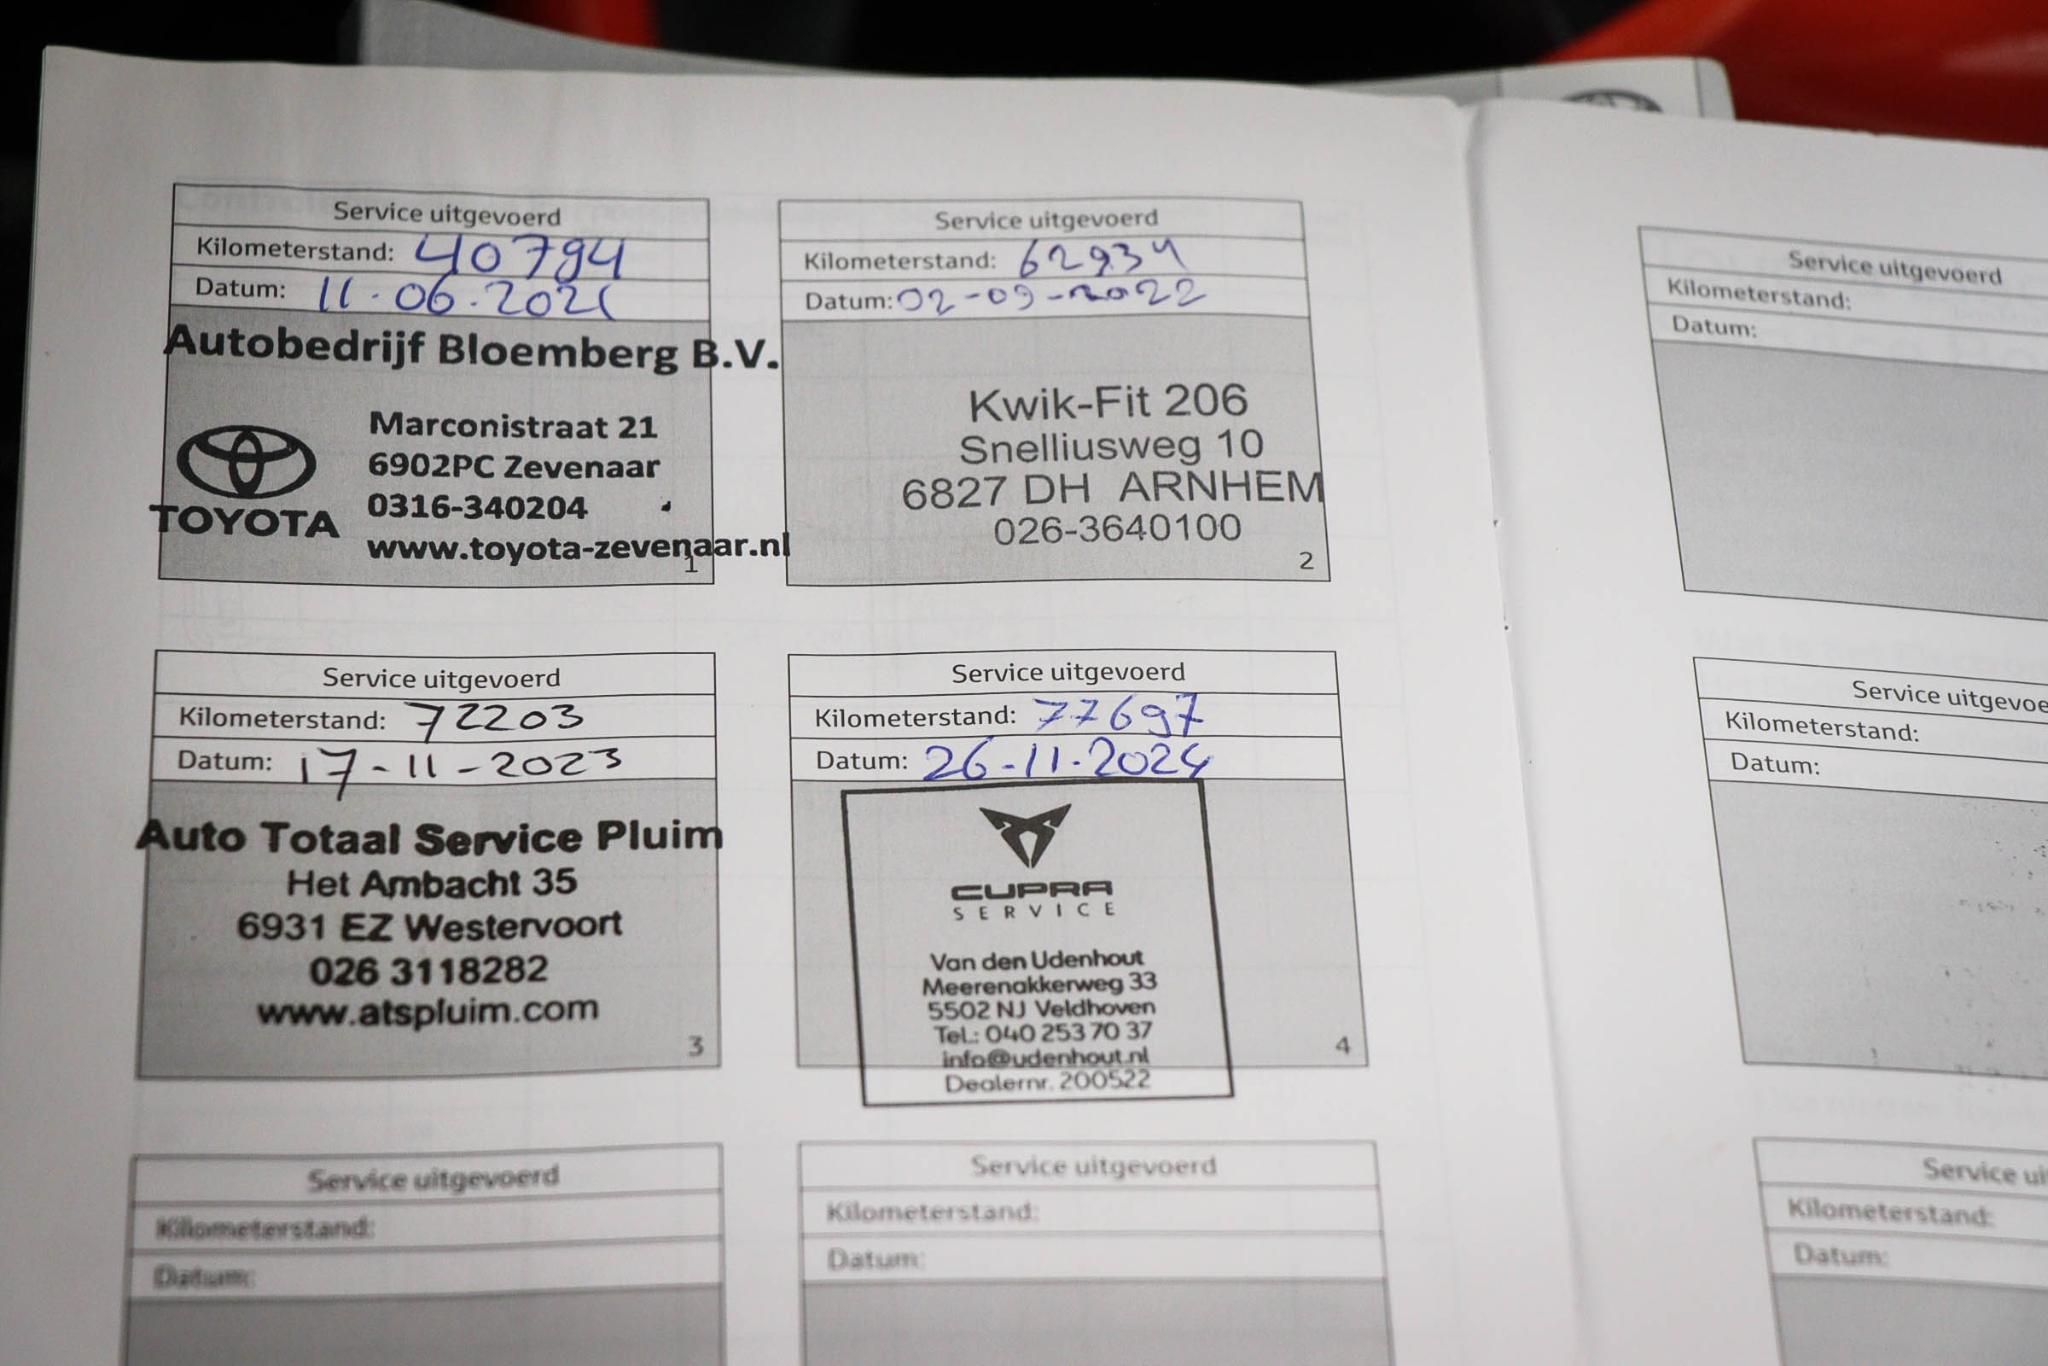 Service uitgevoerd
Kilometerstand: 40794
Datum: 11.06.2021
Autobedrijf Bloemberg B.V.
TOYOTA
Marconistraat 21
6902PC Zevenaar
0316-340204
www.toyota-zevenaar.nl
1
Service uitgevoerd
Kilometerstand: 62934
Datum: 02-09-2022
Kwik-Fit 206
Snelliusweg 10
6827 DH ARNHEM
026-3640100
2
Service uitgevoerd
Kilometerstand: 72203
Datum: 17-11-2023
Auto Totaal Service Pluim
Het Ambacht 35
6931 EZ Westervoort
026 3118282
www.atspluim.com
3
Service uitgevoerd
Kilometerstand: 77697
Datum: 26-11-2024
CUPRA
SERVICE
Van den Udenhout
Meerenakkerweg 33
5502 NJ Veldhoven
Tel.: 040 253 70 37
info@udenhout.nl
Dealernr. 200522
4
Service uitgevoerd
Kilometerstand:
Datum:
Service uitgevoerd
Kilometerstand:
Datum:
Service uitgevoerd
Kilometerstand:
Datum:
Service uitgevoe
Kilometerstand:
Datum:
Service ui
Kilometerstand:
Datum: